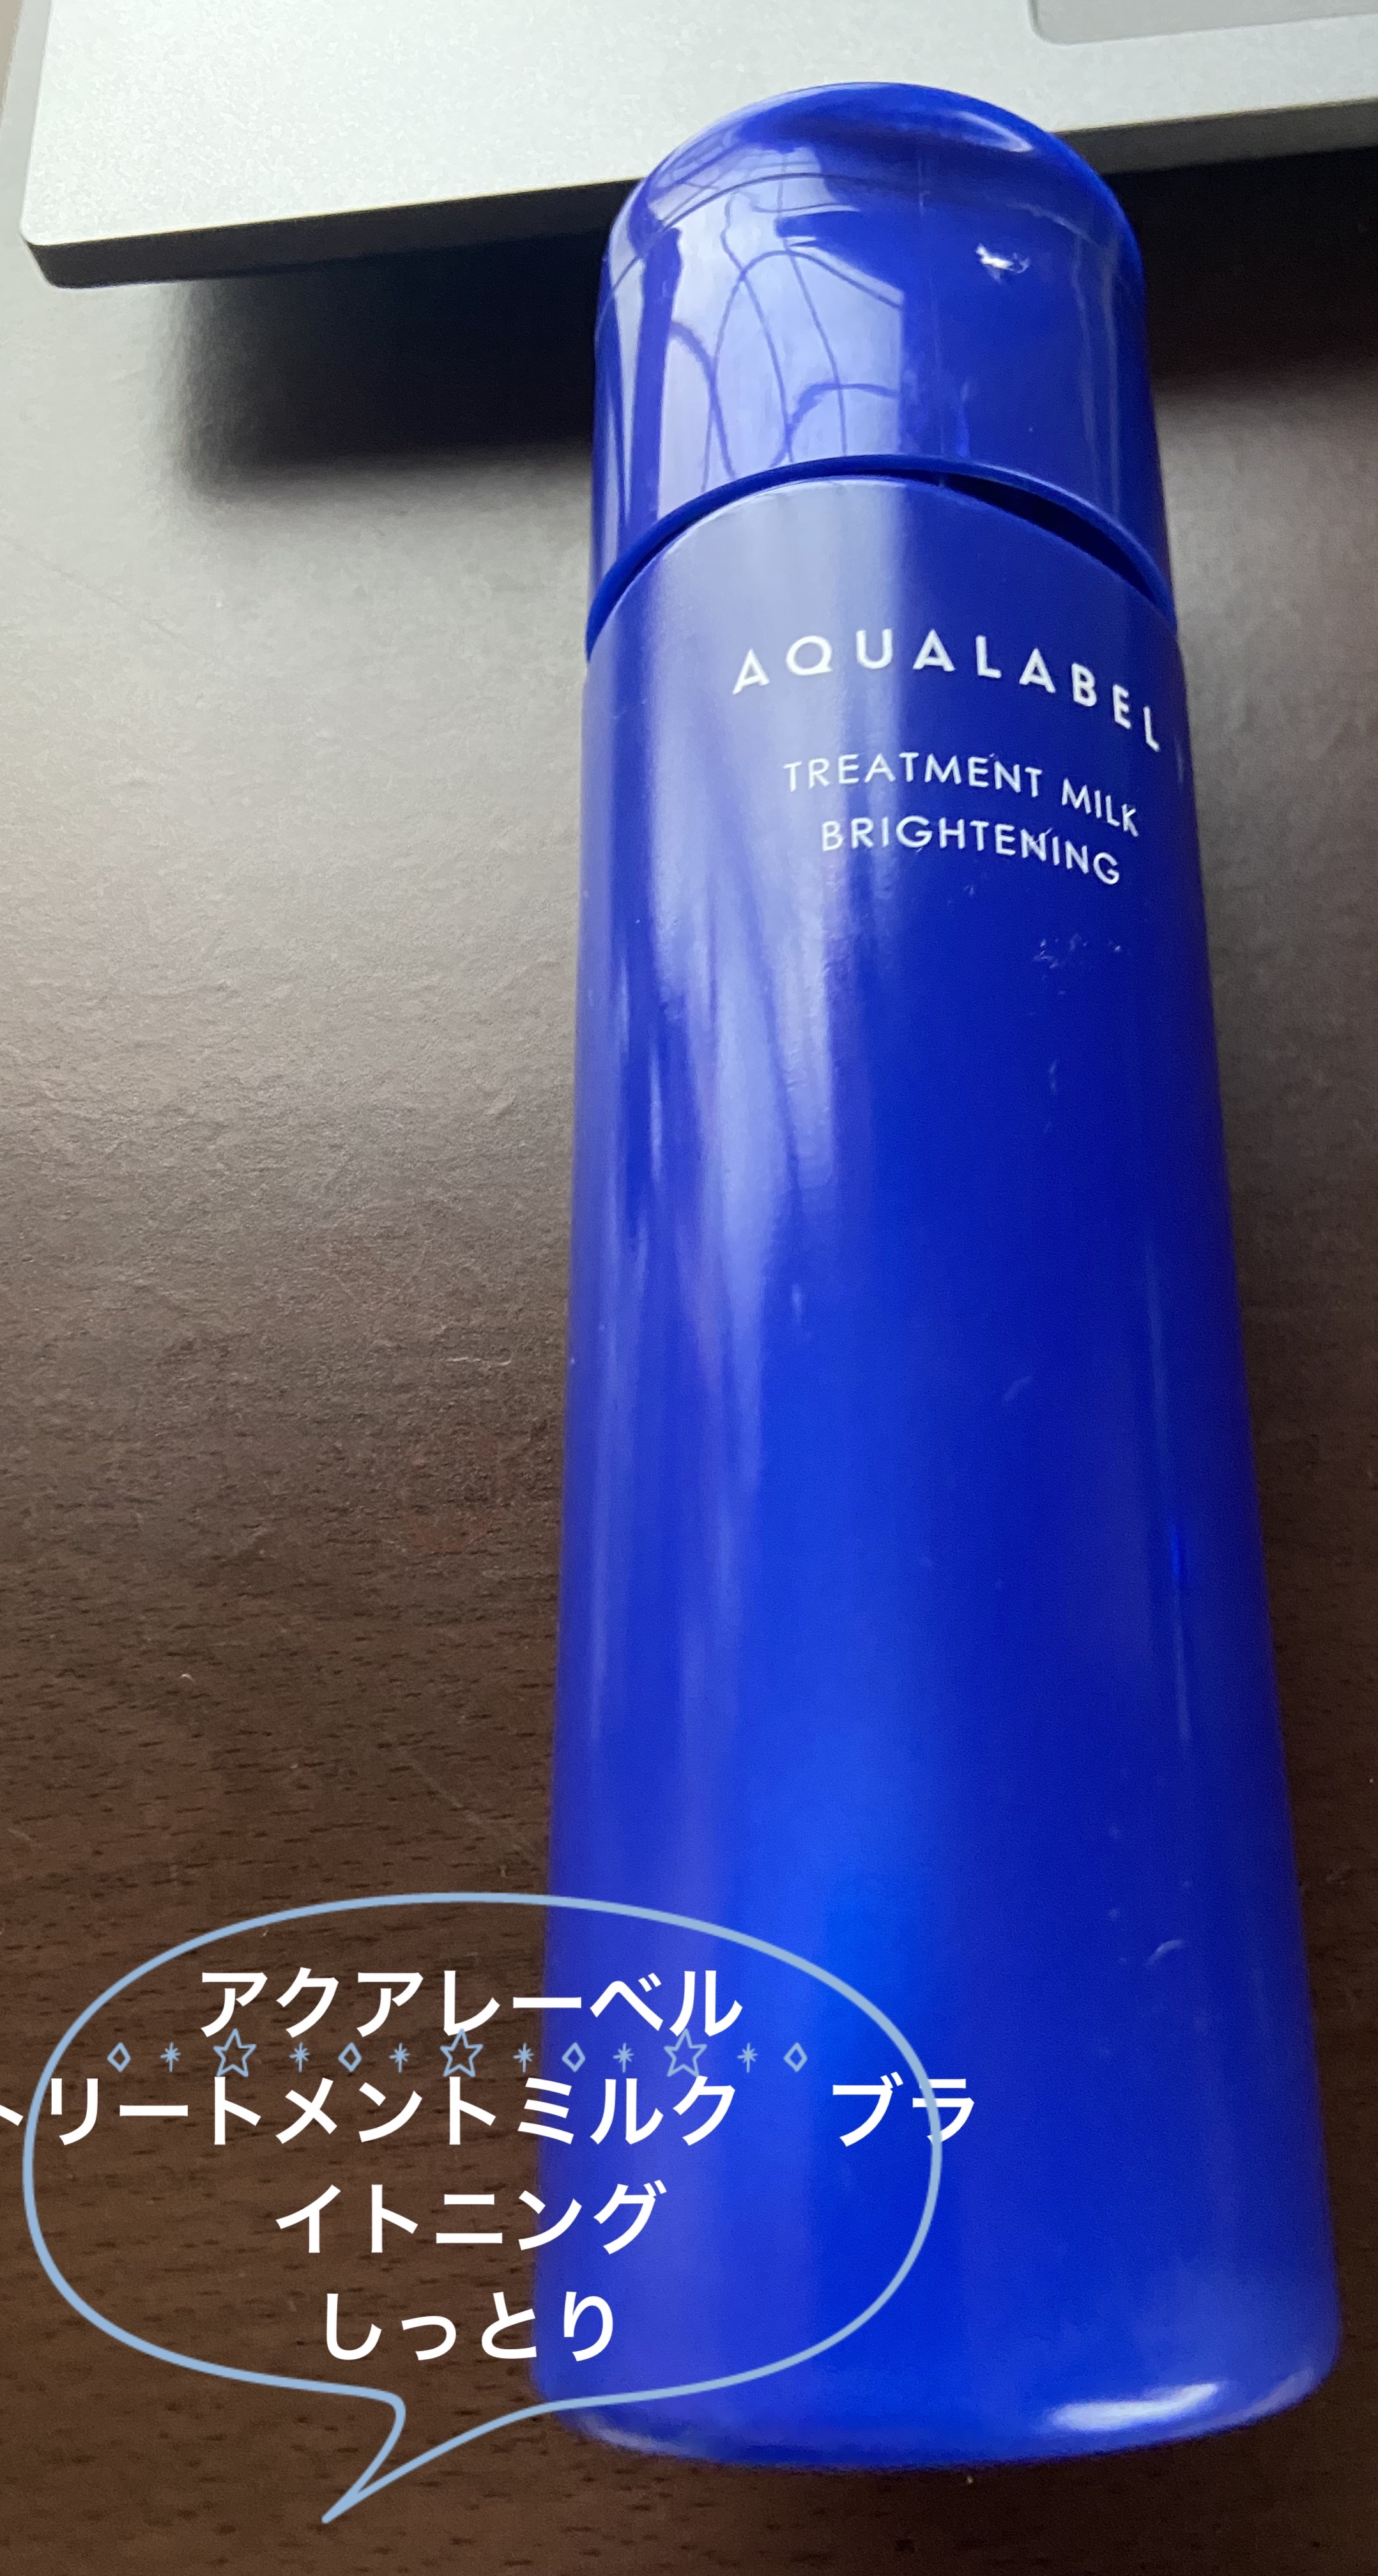 AQUALABEL
TREATMENT MILK
BRIGHTENING
アクアレーベル
トリートメントミルク　ブラ
イトニング
しっとり